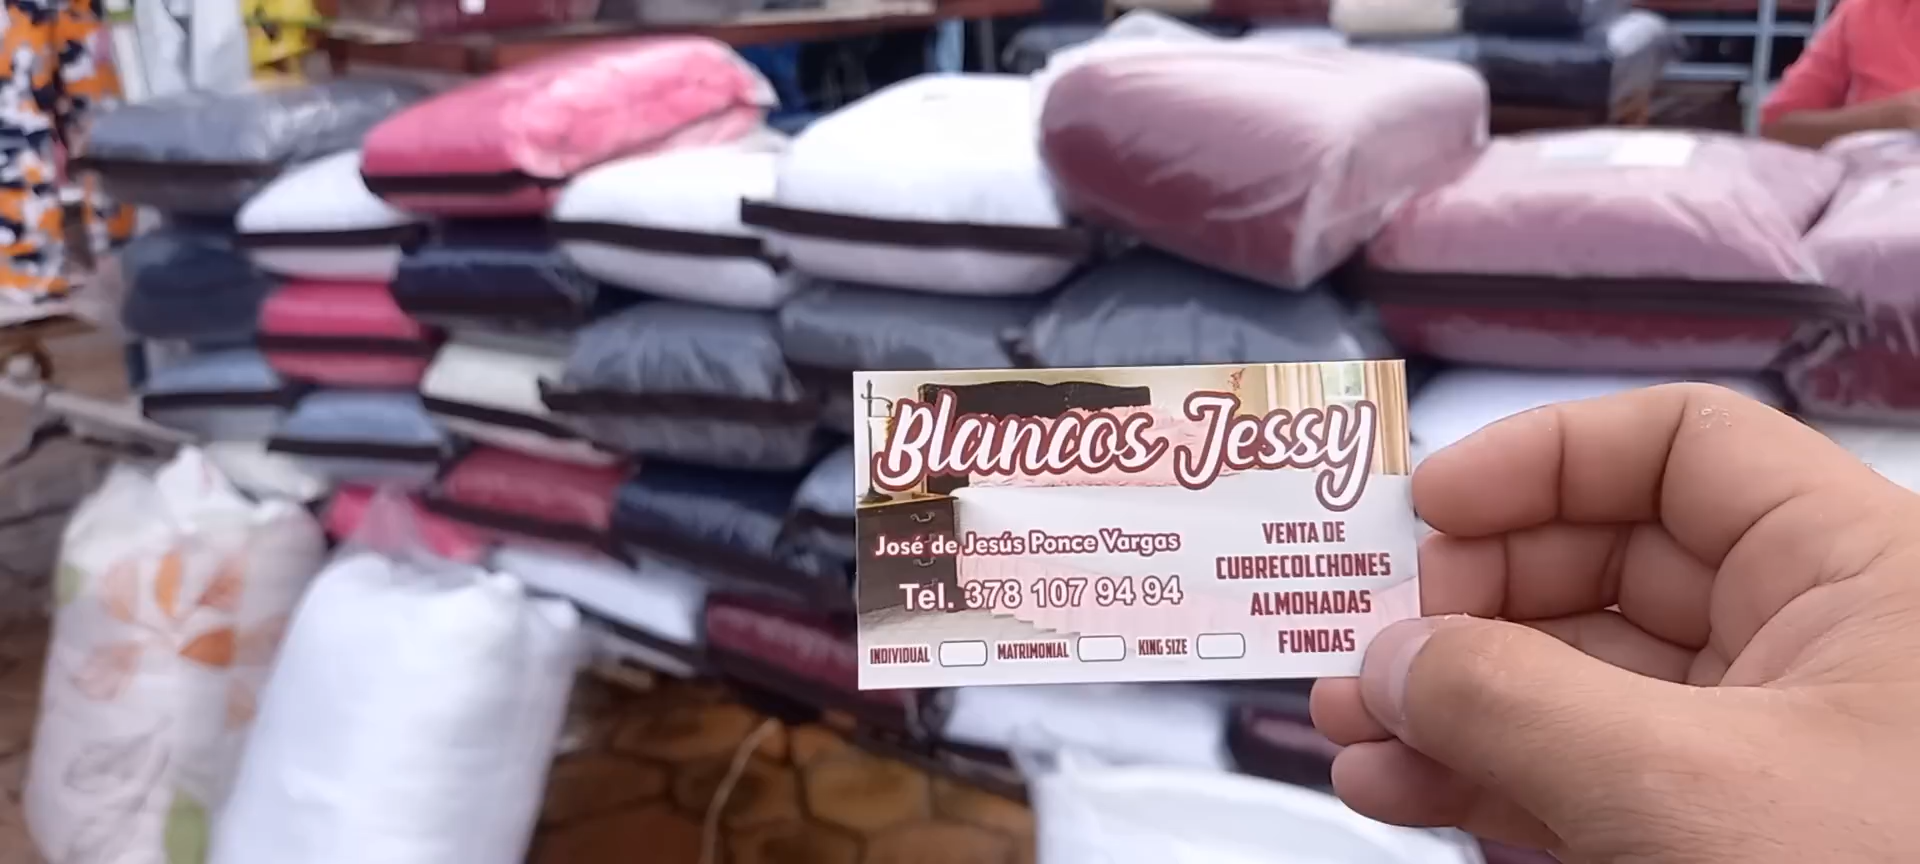 Blancos Jessy
José de Jesús Ponce Vargas
Tel. 378 107 94 94
INDIVIDUAL MATRIMONIAL KING SIZE
VENTA DE
CUBRECOLCHONES
ALMOHADAS
FUNDAS